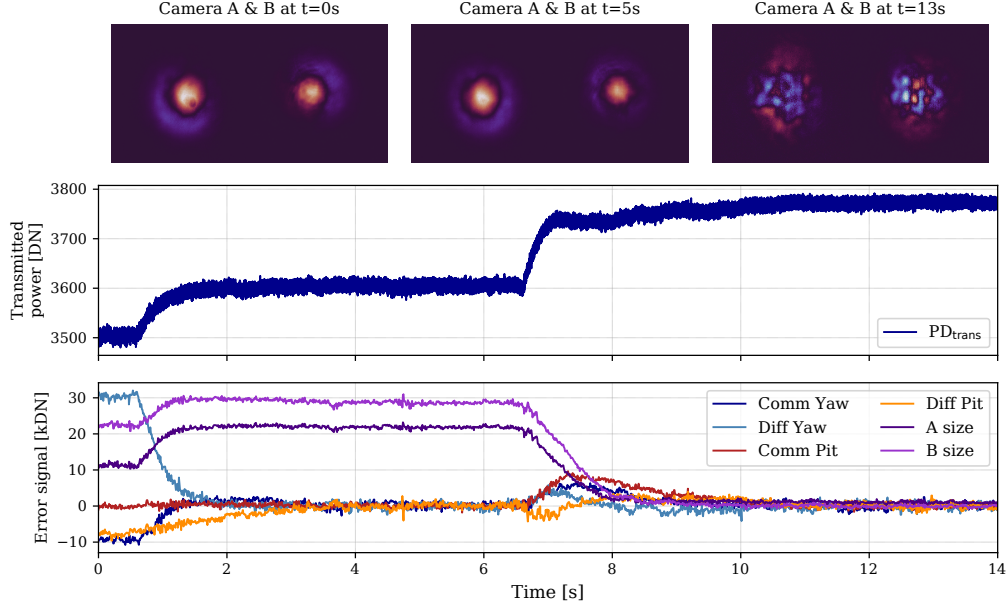 Camera A & B at t=0s
Camera A & B at t=5s
Camera A & B at t=13s
Transmitted
power [DN]
3800
3700
3600
3500
PDtrans
Error signal [kDN]
30
20
10
0
−10
Comm Yaw
Diff Yaw
Comm Pit
Diff Pit
A size
B size
0
2
4
6
8
10
12
14
Time [s]